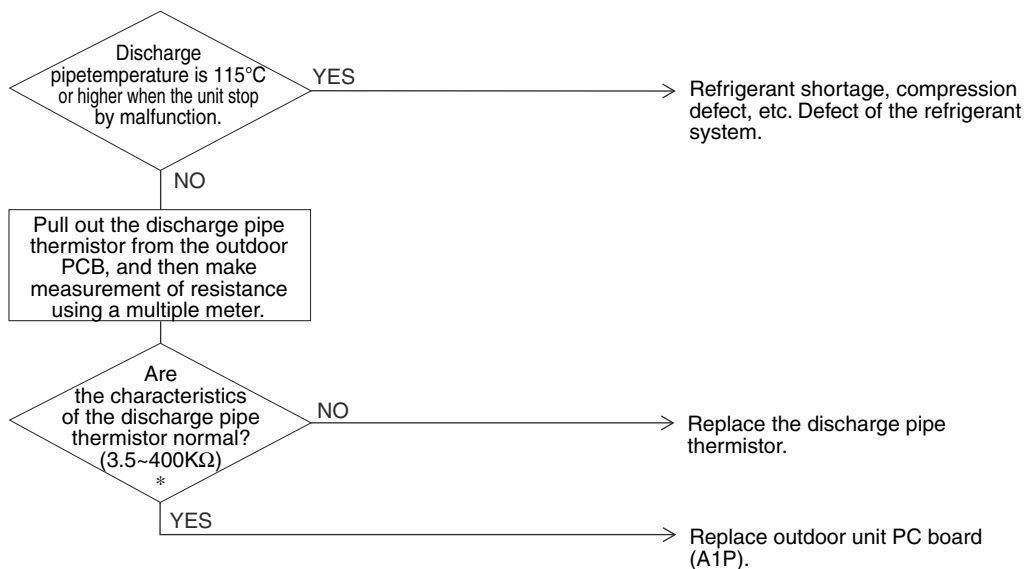 Discharge
pipetemperature is 115°C
or higher when the unit stop
by malfunction.
YES
Refrigerant shortage, compression
defect, etc. Defect of the refrigerant
system.
NO
Pull out the discharge pipe
thermistor from the outdoor
PCB, and then make
measurement of resistance
using a multiple meter.
Are
the characteristics
of the discharge pipe
thermistor normal?
(3.5~400KΩ)
*
NO
Replace the discharge pipe
thermistor.
YES
Replace outdoor unit PC board
(A1P).